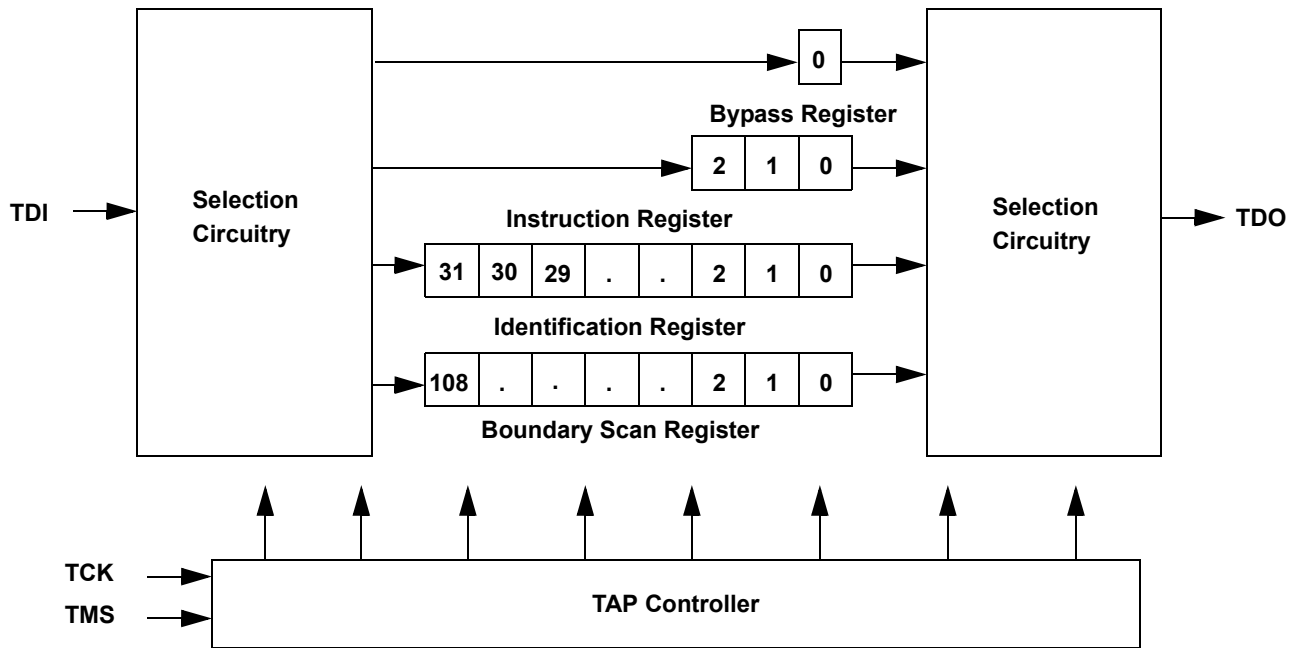 0
Bypass Register
2 1 0
Selection
Circuitry
Selection
Circuitry
TDI
TDO
Instruction Register
31 30 29 . . 2 1 0
Identification Register
108 . . . . 2 1 0
Boundary Scan Register
TCK
TMS
TAP Controller